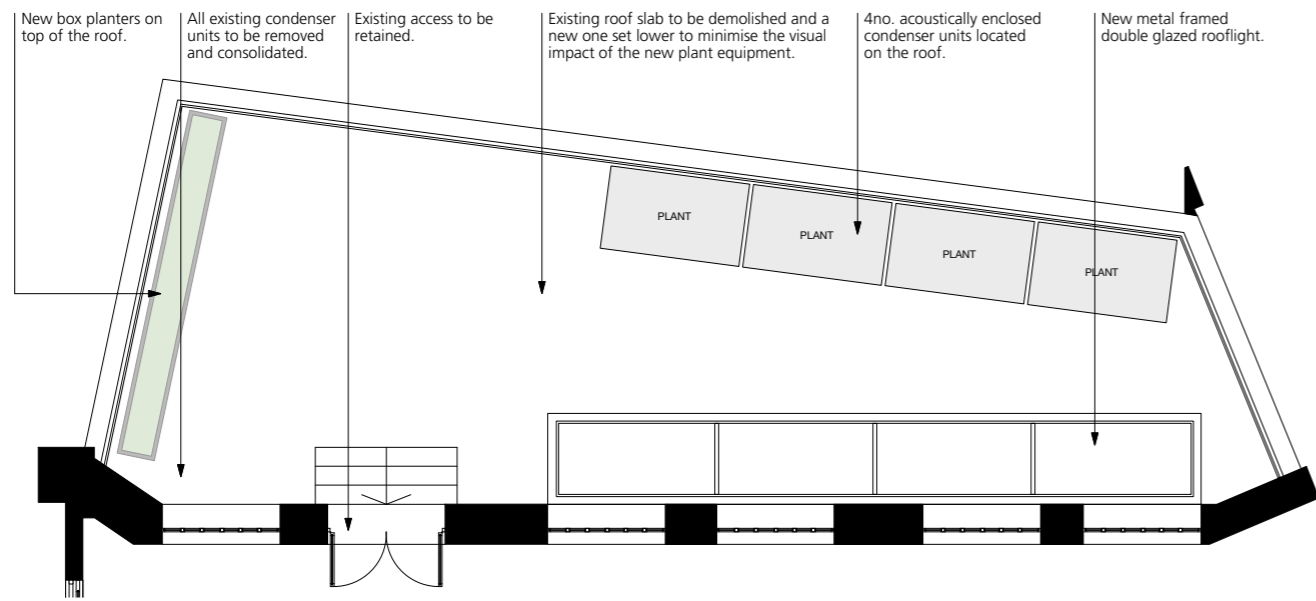 New box planters on
top of the roof.
All existing condenser
units to be removed
and consolidated.
Existing access to be
retained.
Existing roof slab to be demolished and a
new one set lower to minimise the visual
impact of the new plant equipment.
4no. acoustically enclosed
condenser units located
on the roof.
New metal framed
double glazed rooflight.
PLANT
PLANT
PLANT
PLANT